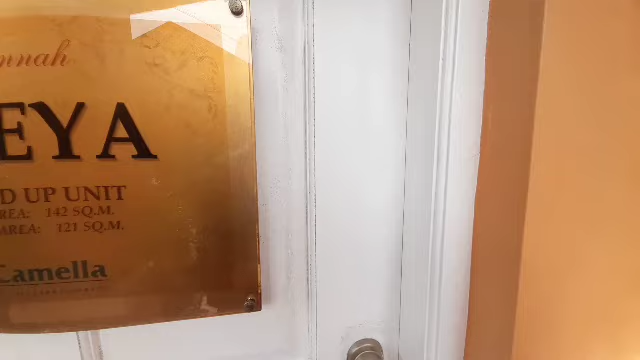 nnah
EYA
D UP UNIT
REA: 142 SQ.M.
AREA: 121 SQ.M.
Camella